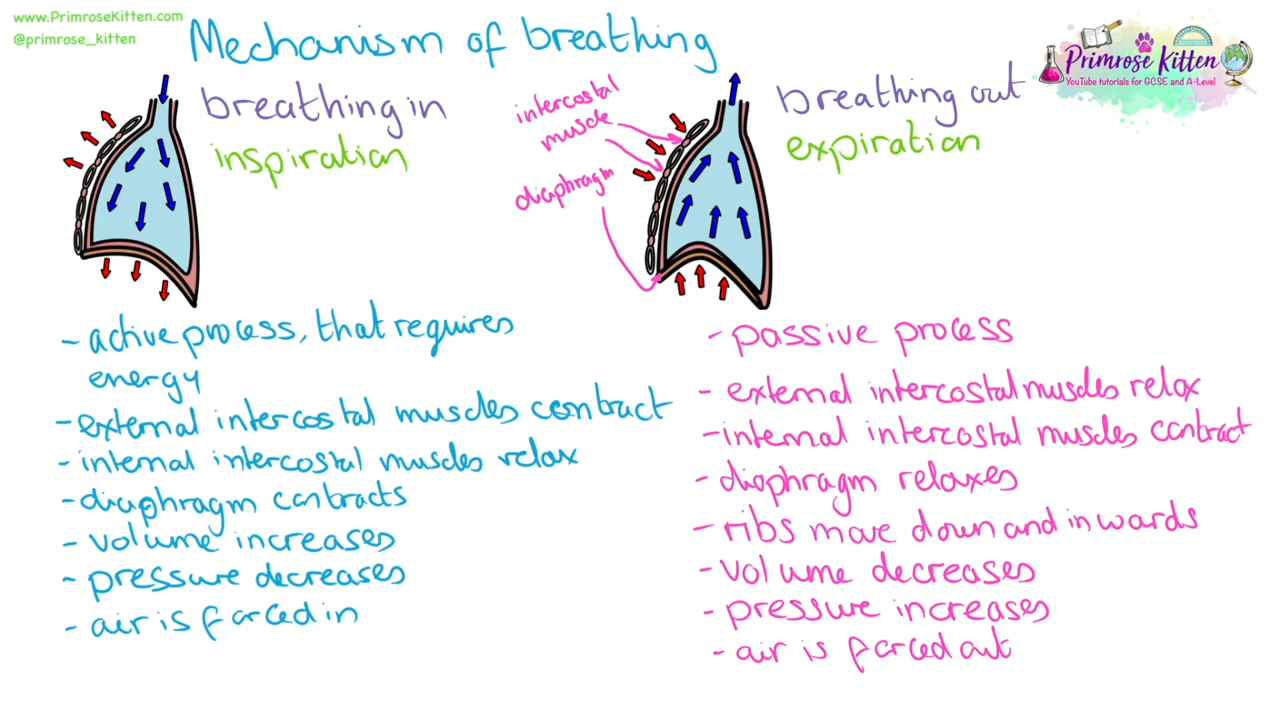 www.PrimroseKitten.com
@primrose_kitten
Mechanism of breathing
Primrose Kitten
YouTube tutorials for GCSE and A-Level
breathing in
inspiration
intercostal
muscle
diaphragm
breathing out
expiration
- active process, that requires
energy
- external intercostal muscles contract
- internal intercostal muscles relax
- diaphragm contracts
- volume increases
- pressure decreases
- air is forced in
- passive process
- external intercostal muscles relax
- internal intercostal muscles contract
- diaphragm relaxes
- ribs move down and inwards
- volume decreases
- pressure increases
- air is forced out